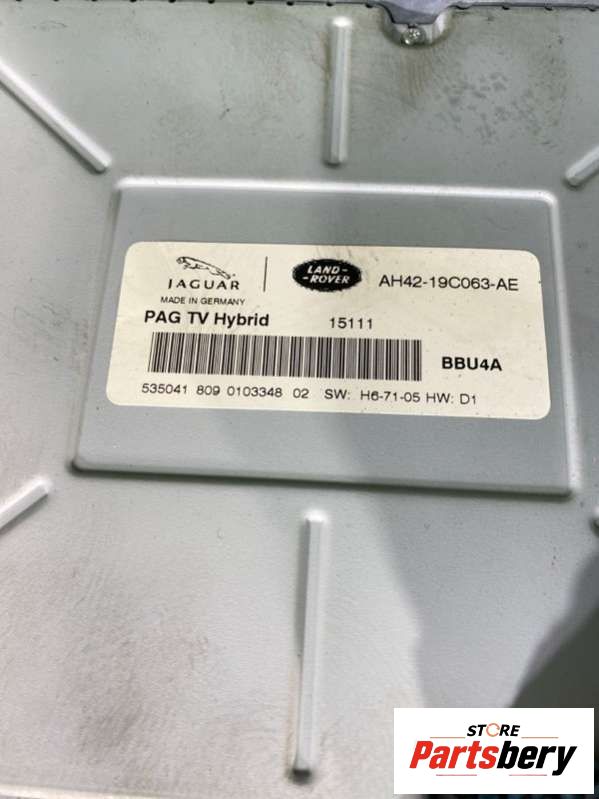 JAGUAR
LAND-
-ROVER
AH42-19C063-AE
MADE IN GERMANY
PAG TV Hybrid 15111
BBU4A
535041 809 0103348 02 SW: H6-71-05 HW: D1
STORE
Partsbery